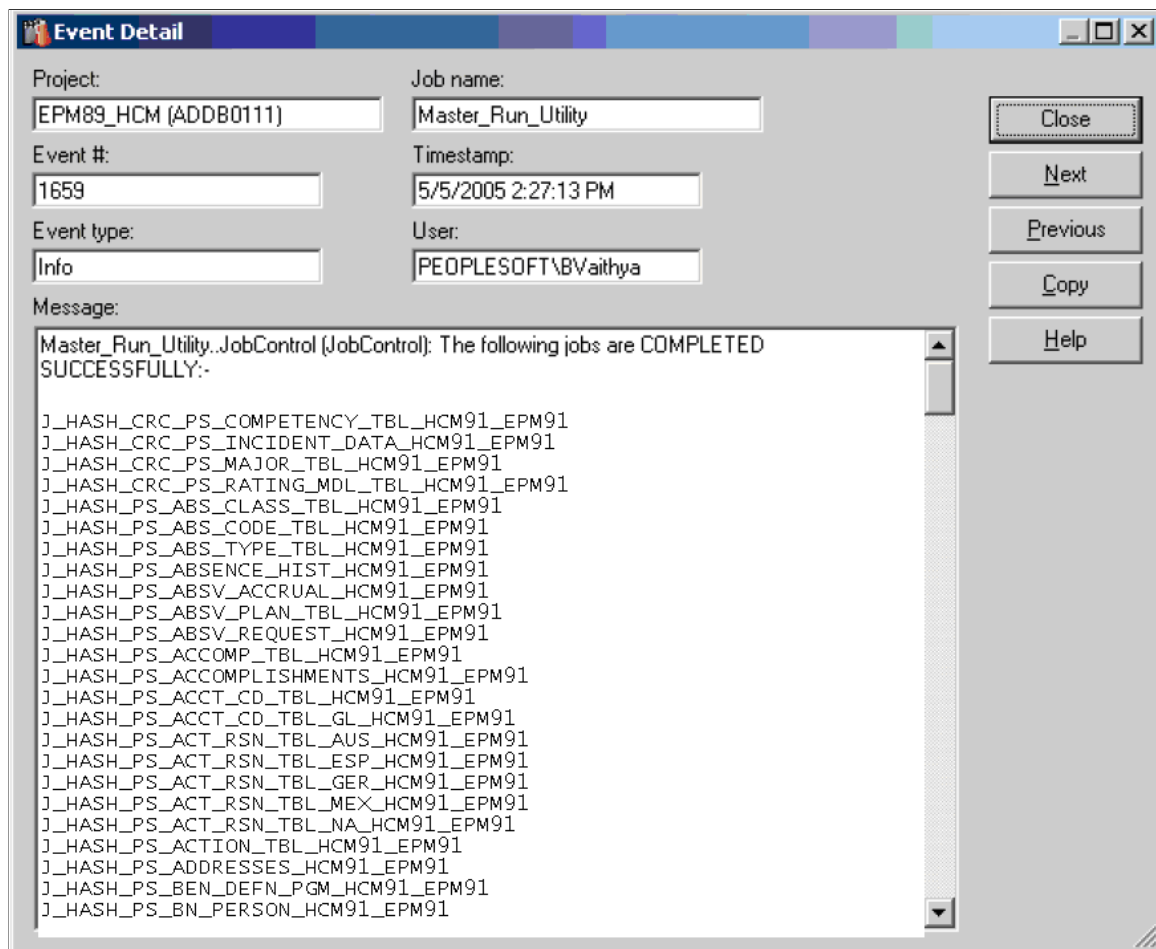 Event Detail
Project:
EPM89_HCM (ADDB0111)
Job name:
Master_Run_Utility
Event #:
1659
Timestamp:
5/5/2005 2:27:13 PM
Event type:
Info
User:
PEOPLESOFT\BVaithya
Close
Next
Previous
Copy
Help
Message:
Master_Run_Utility..JobControl (JobControl): The following jobs are COMPLETED
SUCCESSFULLY:-
J_HASH_CRC_PS_COMPETENCY_TBL_HCM91_EPM91
J_HASH_CRC_PS_INCIDENT_DATA_HCM91_EPM91
J_HASH_CRC_PS_MAJOR_TBL_HCM91_EPM91
J_HASH_CRC_PS_RATING_MDL_TBL_HCM91_EPM91
J_HASH_PS_ABS_CLASS_TBL_HCM91_EPM91
J_HASH_PS_ABS_CODE_TBL_HCM91_EPM91
J_HASH_PS_ABS_TYPE_TBL_HCM91_EPM91
J_HASH_PS_ABSENCE_HIST_HCM91_EPM91
J_HASH_PS_ABSV_ACCRUAL_HCM91_EPM91
J_HASH_PS_ABSV_PLAN_TBL_HCM91_EPM91
J_HASH_PS_ABSV_REQUEST_HCM91_EPM91
J_HASH_PS_ACCOMP_TBL_HCM91_EPM91
J_HASH_PS_ACCOMPLISHMENTS_HCM91_EPM91
J_HASH_PS_ACCT_CD_TBL_HCM91_EPM91
J_HASH_PS_ACCT_CD_TBL_GL_HCM91_EPM91
J_HASH_PS_ACT_RSN_TBL_AUS_HCM91_EPM91
J_HASH_PS_ACT_RSN_TBL_ESP_HCM91_EPM91
J_HASH_PS_ACT_RSN_TBL_GER_HCM91_EPM91
J_HASH_PS_ACT_RSN_TBL_MEX_HCM91_EPM91
J_HASH_PS_ACT_RSN_TBL_NA_HCM91_EPM91
J_HASH_PS_ACTION_TBL_HCM91_EPM91
J_HASH_PS_ADDRESSES_HCM91_EPM91
J_HASH_PS_BEN_DEFN_PGM_HCM91_EPM91
J_HASH_PS_BN_PERSON_HCM91_EPM91